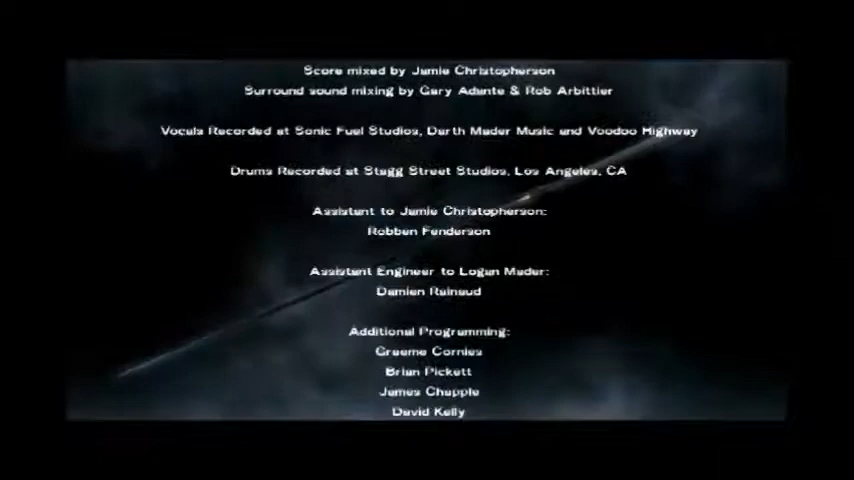 Score mixed by Jamie Christopherson
Surround sound mixing by Gary Adante & Rob Arbittier
Vocals Recorded at Sonic Fuel Studios, Darth Mader Music and Voodoo Highway
Drums Recorded at Stagg Street Studios, Los Angeles, CA
Assistant to Jamie Christopherson:
Robben Fenderson
Assistant Engineer to Logan Mader:
Damien Rainaud
Additional Programming:
Graeme Cornies
Brian Pickett
James Chapple
David Kelly